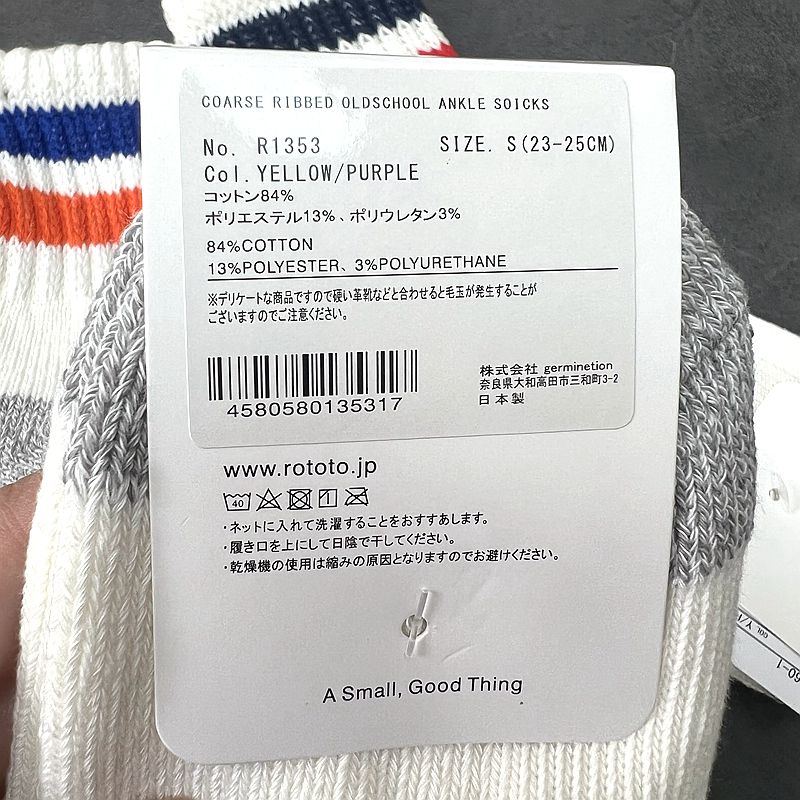 COARSE RIBBED OLDSCHOOL ANKLE SOICKS
No. R1353 SIZE. S(23-25CM)
Col. YELLOW/PURPLE
コットン84%
ポリエステル13%、ポリウレタン3%
84%COTTON
13%POLYESTER、3%POLYURETHANE
※デリケートな商品ですので硬い革靴などと合わせると毛玉が発生することが
ございますのでご注意ください。
4580580135317
株式会社 germinetion
奈良県大和高田市三和町3-2
日本製
www.rototo.jp
40
1
・ネットに入れて洗濯することをおすすめします。
・履き口を上にして日陰で干してください。
・乾燥機の使用は縮みの原因となりますのでお避けください。
A Small, Good Thing